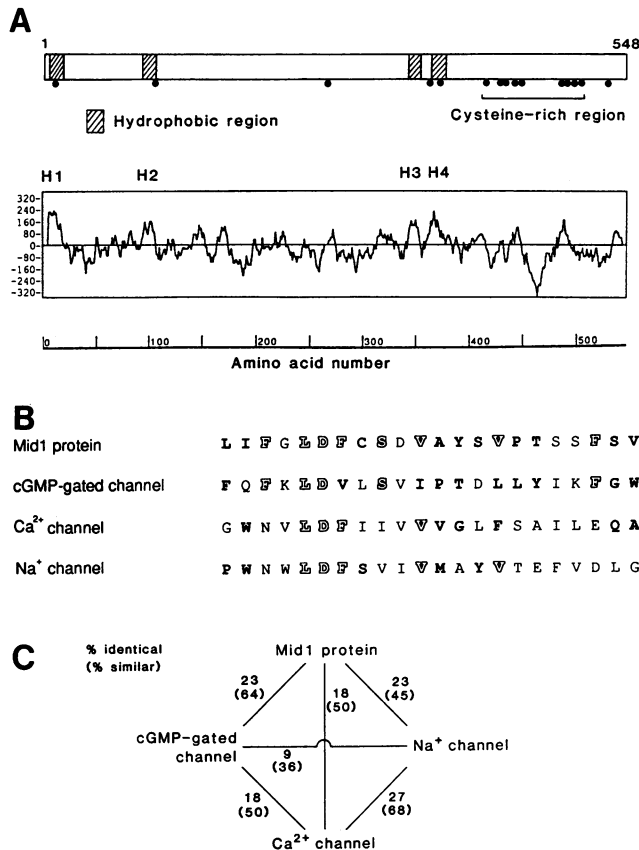 A
1 548
Hydrophobic region
Cysteine-rich region
H1 H2 H3 H4
320-
240-
160-
80-
0-
-80-
-160-
-240-
-320-
0 100 200 300 400 500
Amino acid number
B
Mid1 protein L I F G L D F C S D V A Y S V P T S S F S V
cGMP-gated channel F Q F K L D V L S V I P T D L L Y I K F G W
Ca2+ channel G W N V L D F I I V V V G L F S A I L E Q A
Na+ channel P W N W L D F S V I V M A Y V T E F V D L G
C
% identical
(% similar)
Mid1 protein
23
(64)
18
(50)
23
(45)
cGMP-gated
channel
9
(36)
Na+ channel
18
(50)
27
(68)
Ca2+ channel